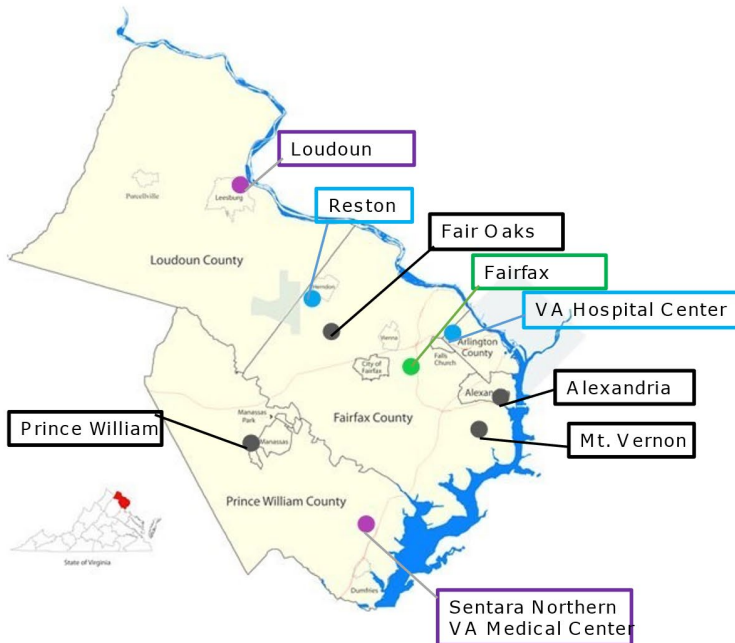 Loudoun
Purcellville
Leesburg
Reston
Fair Oaks
Loudoun County
Fairfax
Herndon
VA Hospital Center
Vienna
Arlington
County
Falls
Church
City of
Fairfax
Alexandria
Manassas
Park
Fairfax County
Prince William
Manassas
Mt. Vernon
Prince William County
State of Virginia
Dumfries
Sentara Northern
VA Medical Center